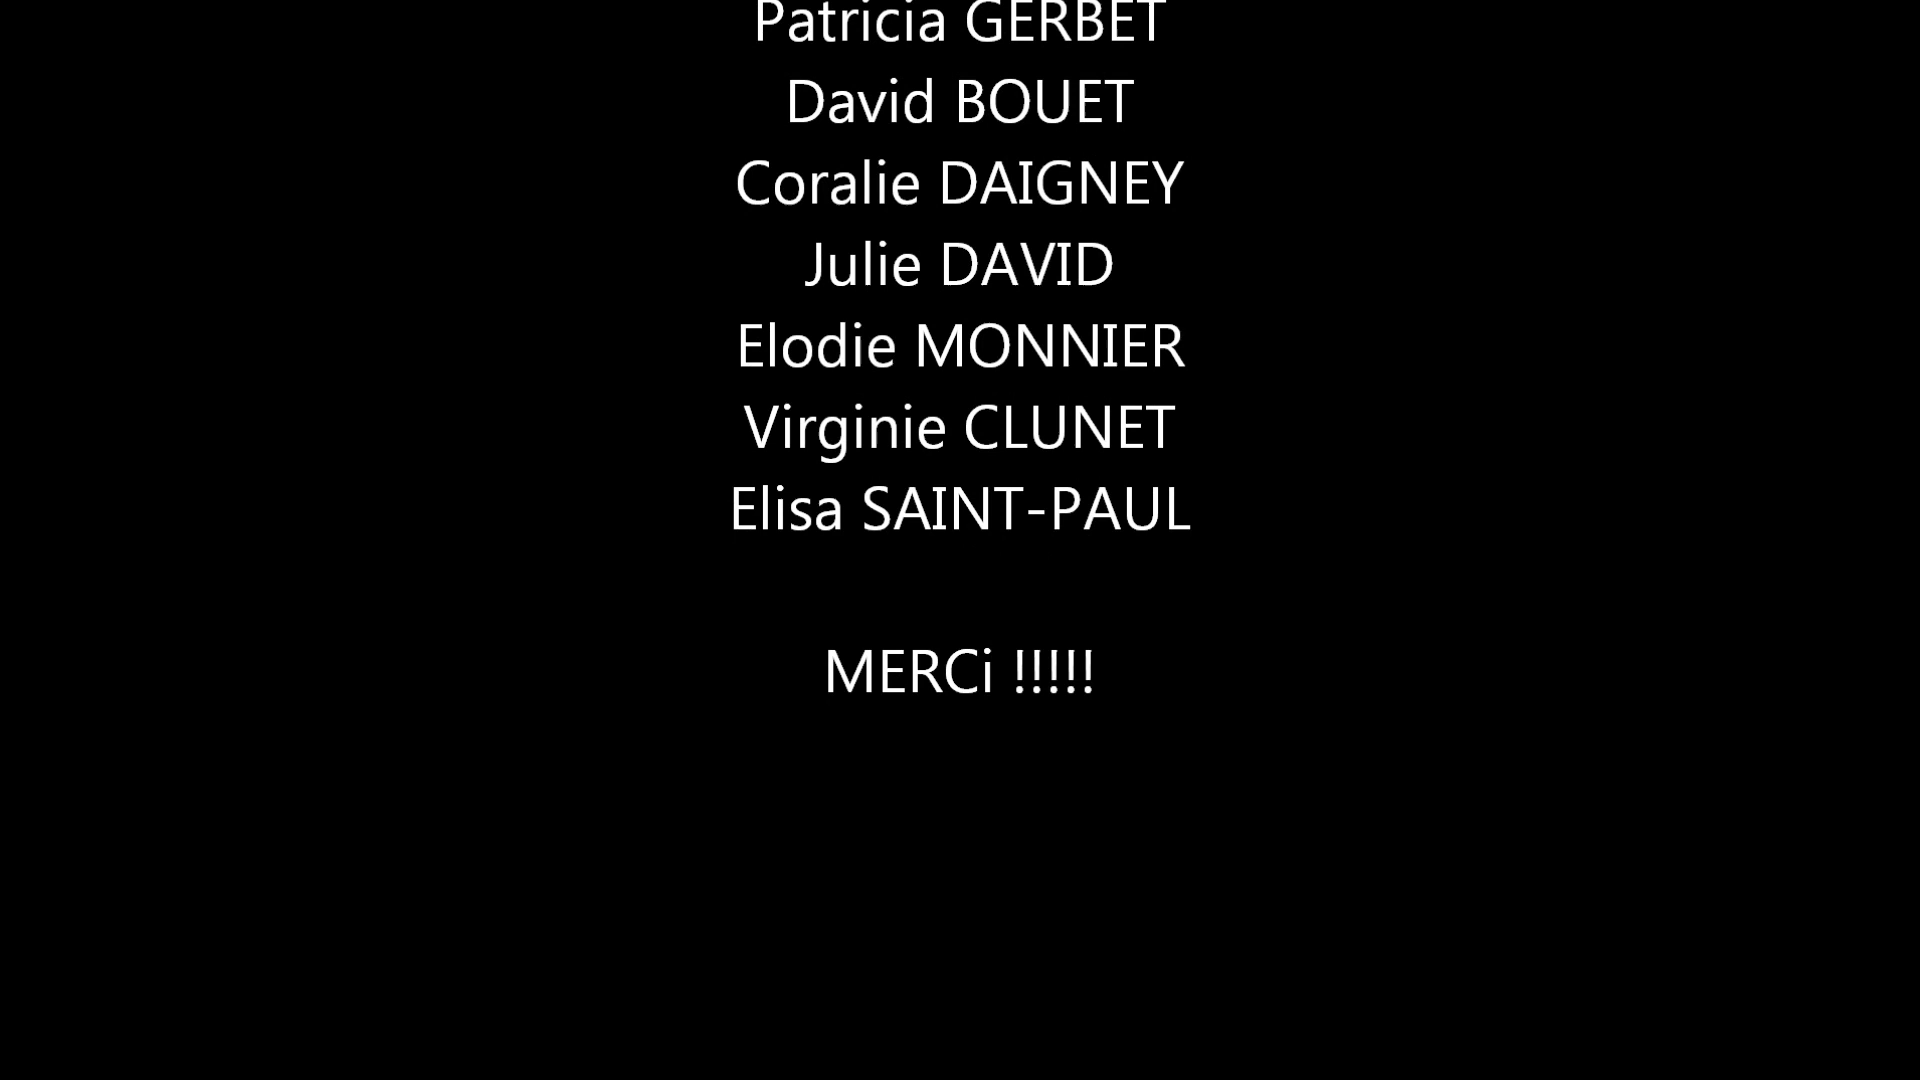 Patricia GERBET
David BOUET
Coralie DAIGNEY
Julie DAVID
Elodie MONNIER
Virginie CLUNET
Elisa SAINT-PAUL
MERCi !!!!!